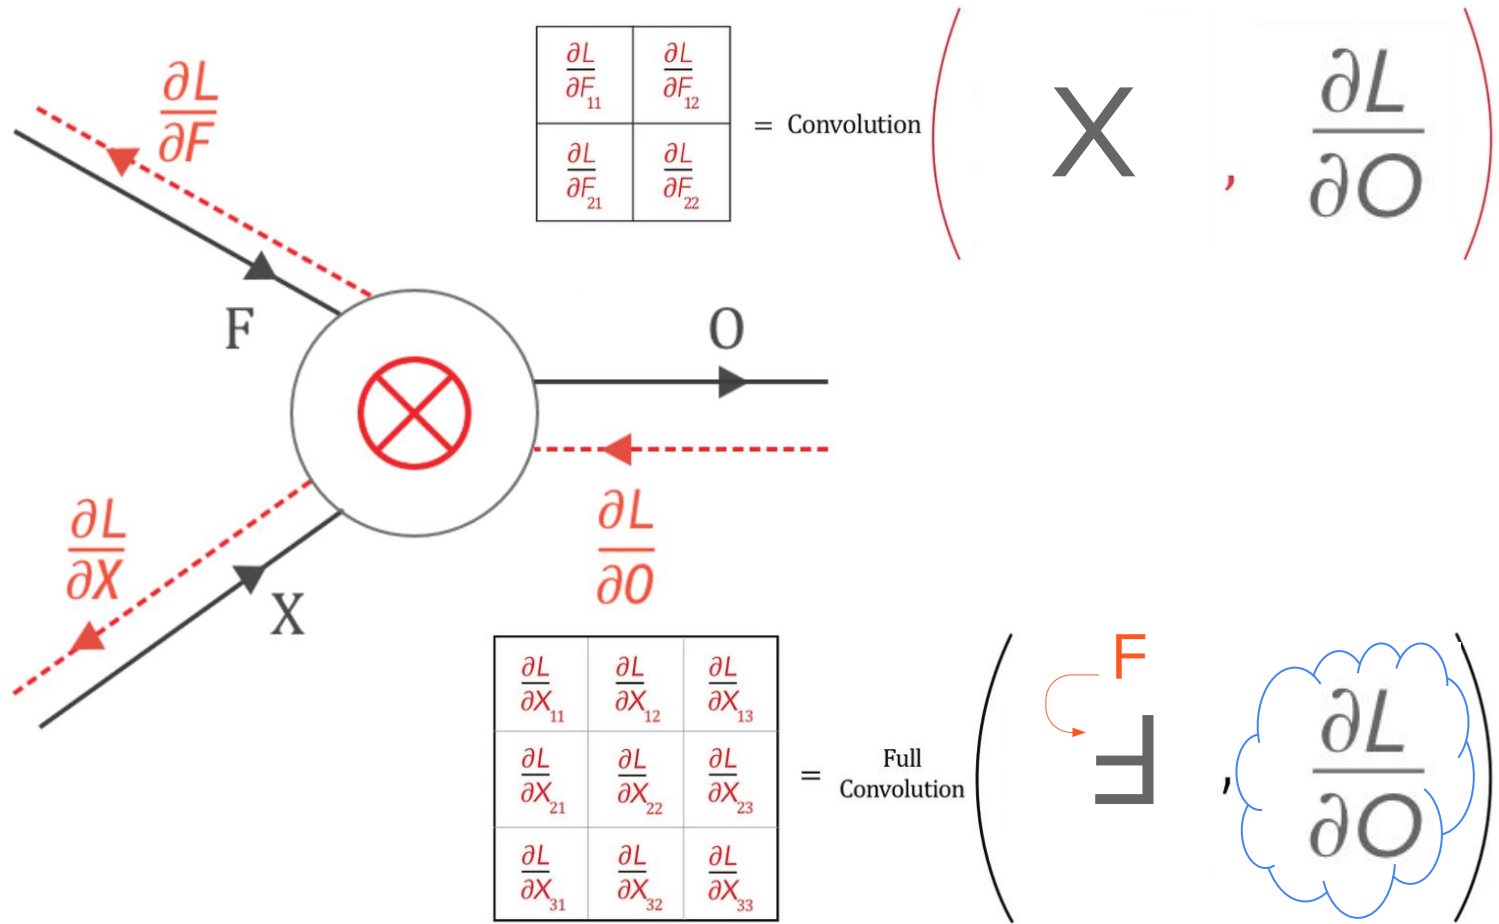 ∂L/∂F
F
∂L/∂X
X
O
∂L/∂O
∂L/∂F₁₁ ∂L/∂F₁₂
∂L/∂F₂₁ ∂L/∂F₂₂
= Convolution ( X , ∂L/∂O )
∂L/∂X₁₁ ∂L/∂X₁₂ ∂L/∂X₁₃
∂L/∂X₂₁ ∂L/∂X₂₂ ∂L/∂X₂₃
∂L/∂X₃₁ ∂L/∂X₃₂ ∂L/∂X₃₃
= Full
Convolution
( F
F , ∂L/∂O )